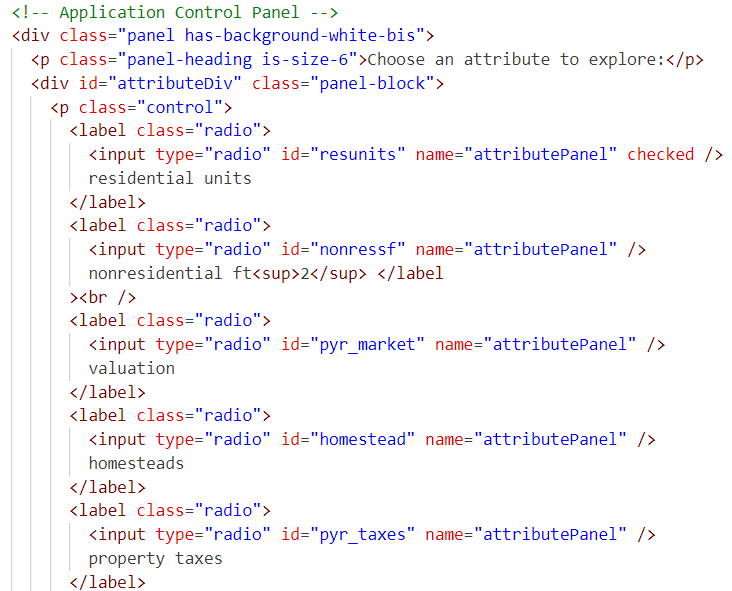 <!-- Application Control Panel -->
<div class="panel has-background-white-bis">
  <p class="panel-heading is-size-6">Choose an attribute to explore:</p>
  <div id="attributeDiv" class="panel-block">
    <p class="control">
      <label class="radio">
        <input type="radio" id="resunits" name="attributePanel" checked />
        residential units
      </label>
      <label class="radio">
        <input type="radio" id="nonressf" name="attributePanel" />
        nonresidential ft<sup>2</sup> </label
      ><br />
      <label class="radio">
        <input type="radio" id="pyr_market" name="attributePanel" />
        valuation
      </label>
      <label class="radio">
        <input type="radio" id="homestead" name="attributePanel" />
        homesteads
      </label>
      <label class="radio">
        <input type="radio" id="pyr_taxes" name="attributePanel" />
        property taxes
      </label>